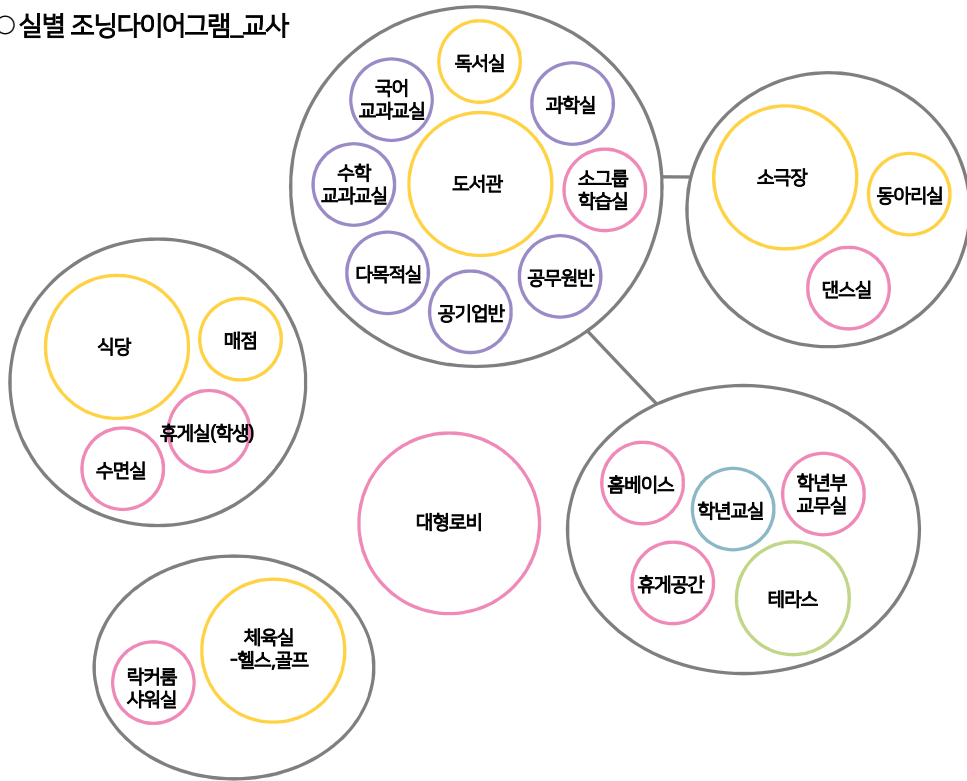 ○ 실별 조닝다이어그램_교사
독서실
국어
교과교실
과학실
수학
교과교실
도서관
소그룹
학습실
다목적실
공기업반
공무원반
소극장
동아리실
댄스실
식당
매점
휴게실(학생)
수면실
대형로비
홈베이스
학년교실
학년부
교무실
휴게공간
테라스
체육실
-헬스,골프
락커룸
샤워실